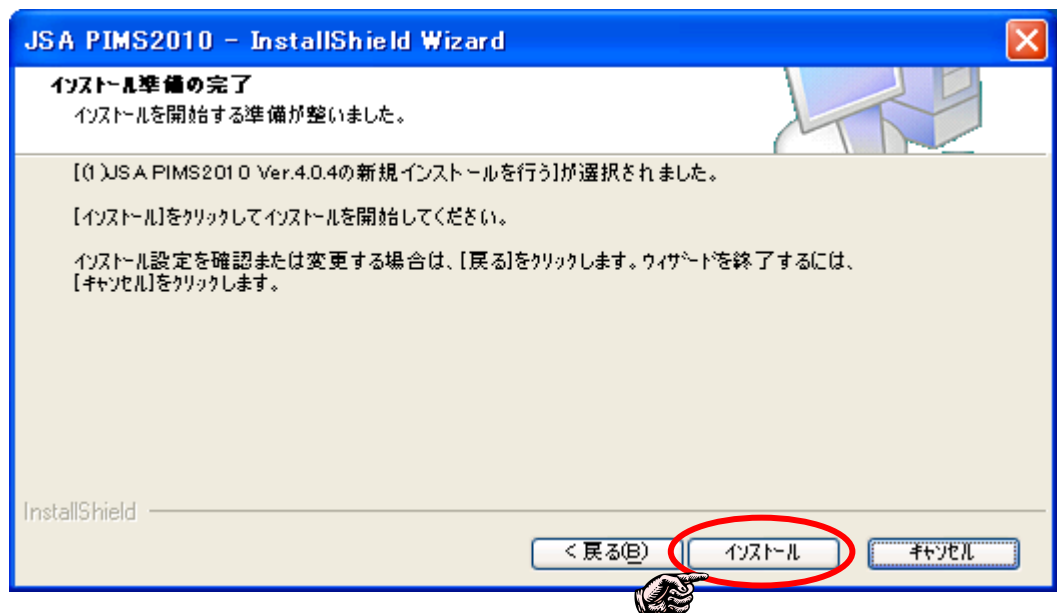 JSA PIMS2010 - InstallShield Wizard
インストール準備の完了
インストールを開始する準備が整いました。
[(1)JSA PIMS2010 Ver.4.0.4の新規インストールを行う]が選択されました。
[インストール]をクリックしてインストールを開始してください。
インストール設定を確認または変更する場合は、[戻る]をクリックします。ウィザードを終了するには、
[キャンセル]をクリックします。
InstallShield
< 戻る(B)
インストール
キャンセル